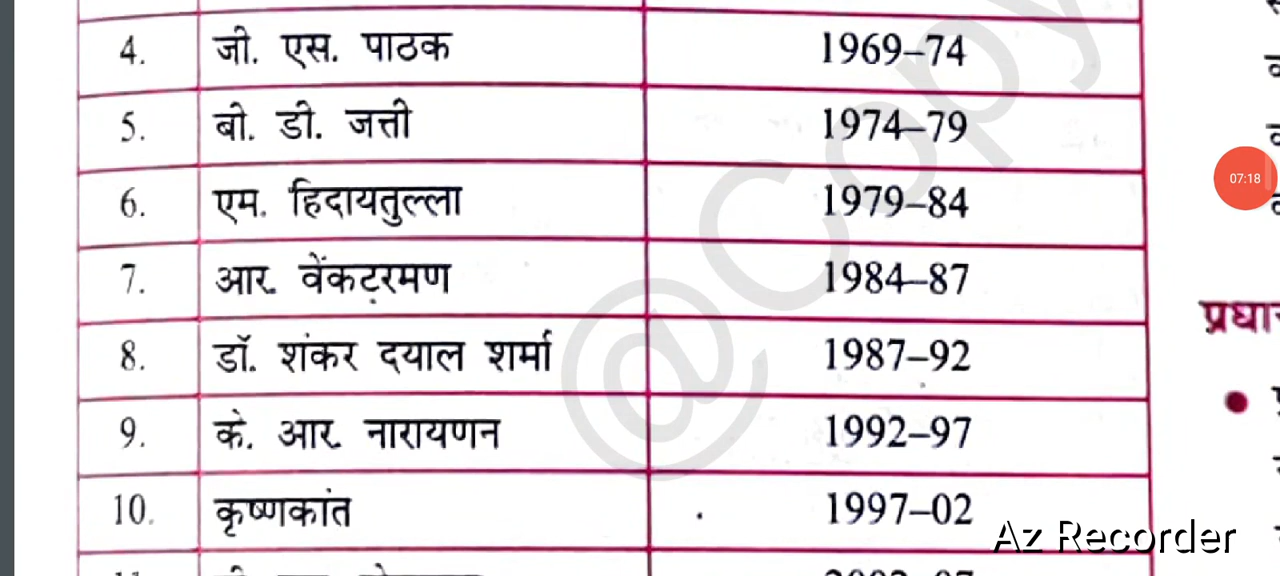 4. जी. एस. पाठक 1969–74
5. बी. डी. जत्ती 1974–79
6. एम. हिदायतुल्ला 1979–84
7. आर. वेंकटरमण 1984–87
8. डॉ. शंकर दयाल शर्मा 1987–92
9. के. आर. नारायणन 1992–97
10. कृष्णकांत 1997–02
@Copy
07:18
Az Recorder